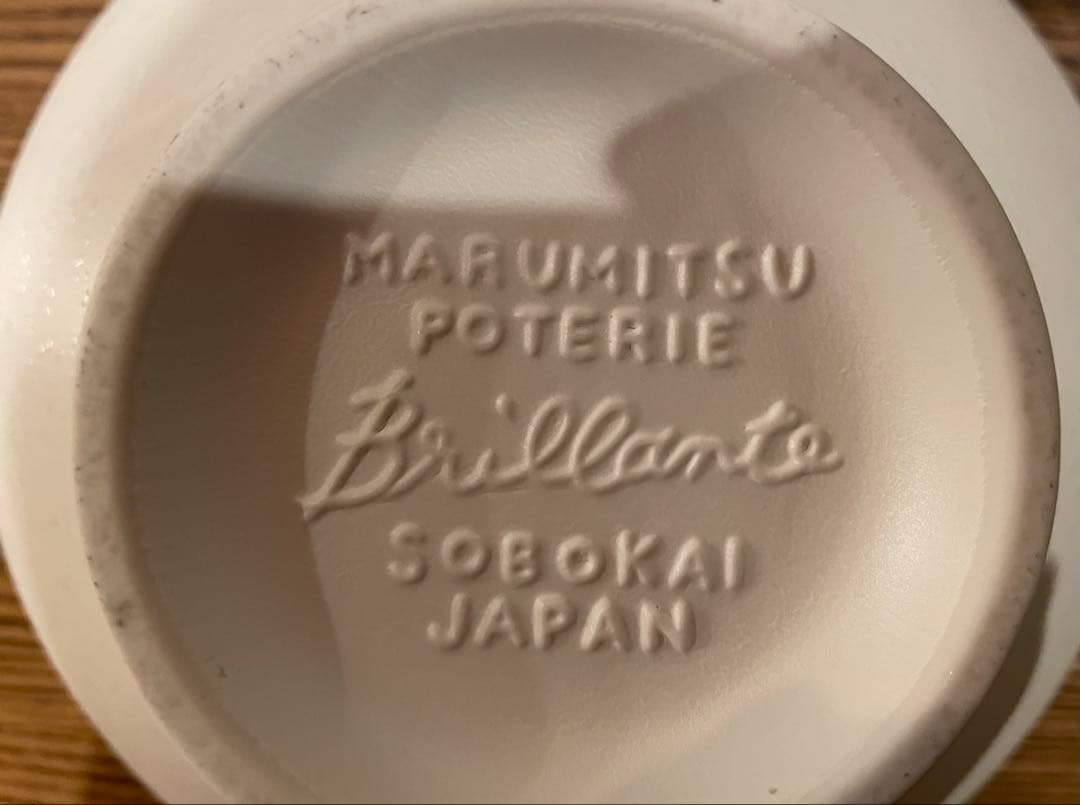 MARUMITSU
POTERIE
Brillante
SOBOKAI
JAPAN